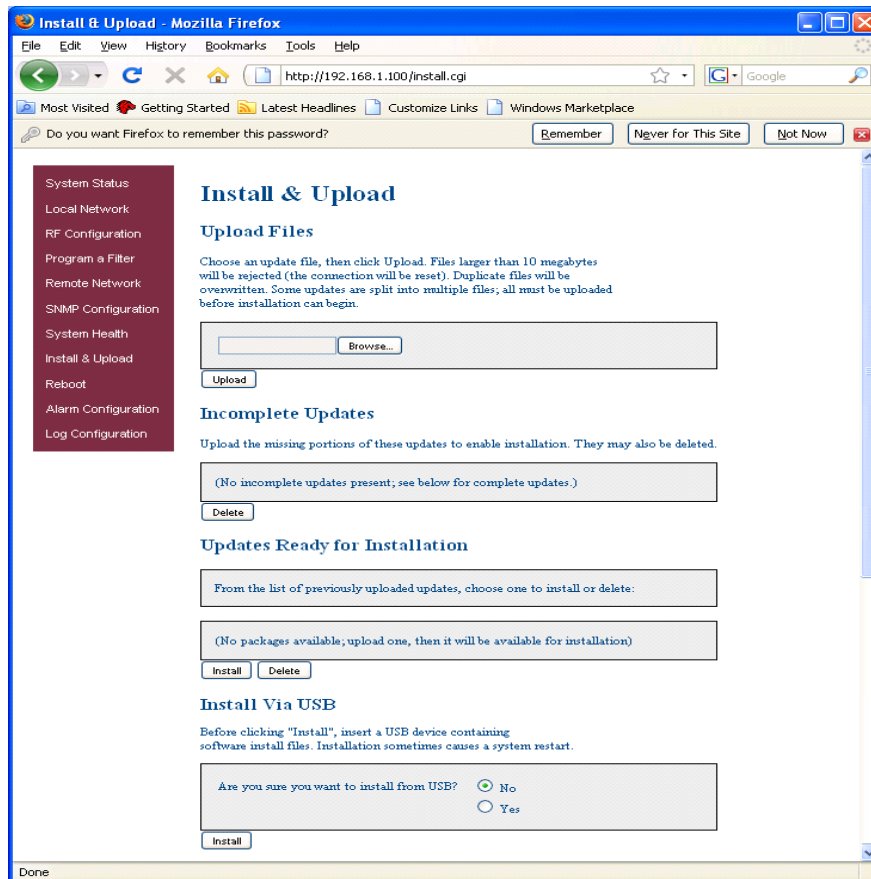 Install & Upload - Mozilla Firefox
File Edit View History Bookmarks Tools Help
http://192.168.1.100/install.cgi
G Google
Most Visited Getting Started Latest Headlines Customize Links Windows Marketplace
Do you want Firefox to remember this password? Remember Never for This Site Not Now
System Status
Local Network
RF Configuration
Program a Filter
Remote Network
SNMP Configuration
System Health
Install & Upload
Reboot
Alarm Configuration
Log Configuration
Install & Upload
Upload Files
Choose an update file, then click Upload. Files larger than 10 megabytes
will be rejected (the connection will be reset). Duplicate files will be
overwritten. Some updates are split into multiple files; all must be uploaded
before installation can begin.
Browse...
Upload
Incomplete Updates
Upload the missing portions of these updates to enable installation. They may also be deleted.
(No incomplete updates present; see below for complete updates.)
Delete
Updates Ready for Installation
From the list of previously uploaded updates, choose one to install or delete:
(No packages available; upload one, then it will be available for installation)
Install Delete
Install Via USB
Before clicking "Install", insert a USB device containing
software install files. Installation sometimes causes a system restart.
Are you sure you want to install from USB? No
Yes
Install
Done